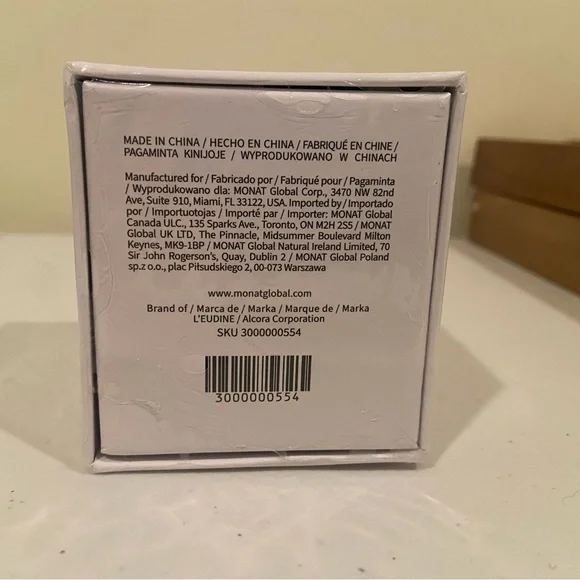 MADE IN CHINA / HECHO EN CHINA / FABRIQUÉ EN CHINE /
PAGAMINTA KINIJOJE / WYPRODUKOWANO W CHINACH
Manufactured for / Fabricado por / Fabriqué pour / Pagaminta
/ Wyprodukowano dla: MONAT Global Corp., 3470 NW 82nd
Ave, Suite 910, Miami, FL 33122, USA. Imported by / Importado
por / Importuotojas / Importé par / Importer: MONAT Global
Canada ULC., 135 Sparks Ave., Toronto, ON M2H 2S5 / MONAT
Global UK LTD, The Pinnacle, Midsummer Boulevard Milton
Keynes, MK9-1BP / MONAT Global Natural Ireland Limited, 70
Sir John Rogerson's, Quay, Dublin 2 / MONAT Global Poland
sp.z o.o., plac Piłsudskiego 2, 00-073 Warszawa
www.monatglobal.com
Brand of / Marca de / Marka / Marque de / Marka
L'EUDINE / Alcora Corporation
SKU 3000000554
3000000554